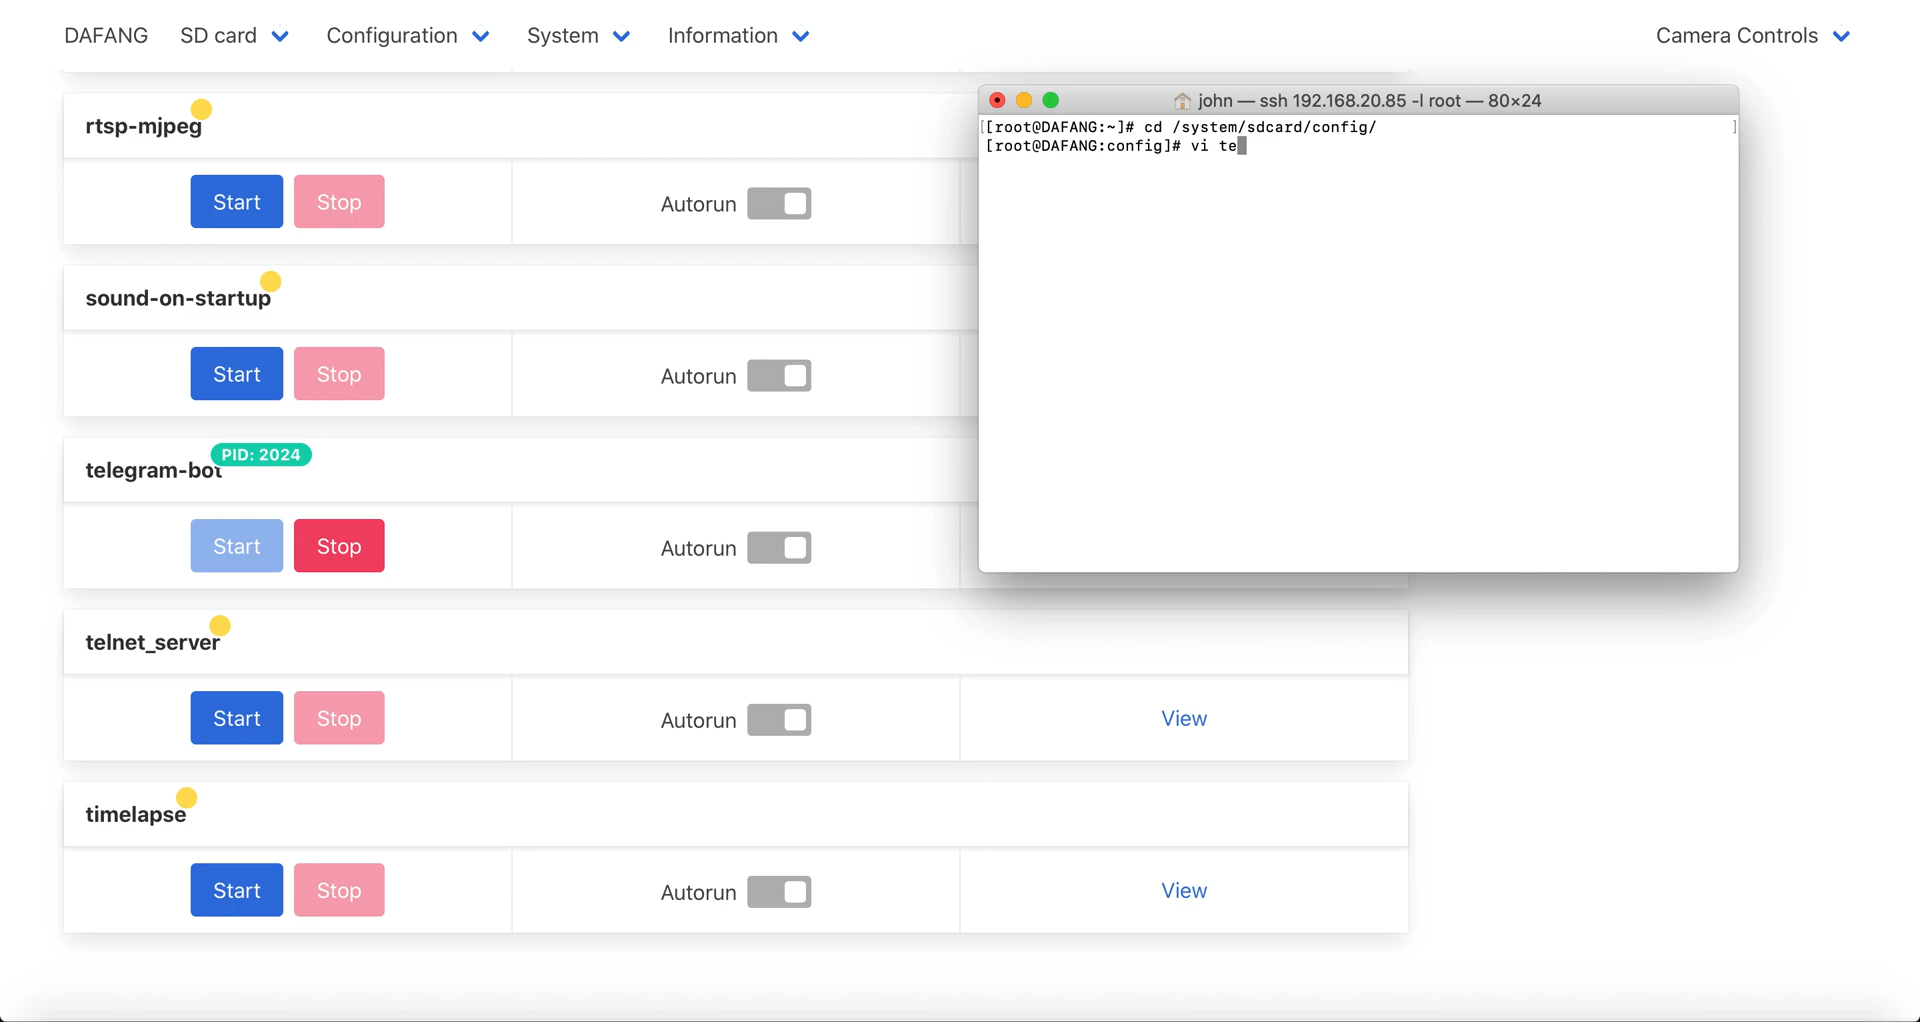 DAFANG SD card Configuration System Information Camera Controls
rtsp-mjpeg
Start Stop Autorun
sound-on-startup
Start Stop Autorun
PID: 2024
telegram-bot
Start Stop Autorun
telnet_server
Start Stop Autorun View
timelapse
Start Stop Autorun View
john — ssh 192.168.20.85 -l root — 80×24
[[root@DAFANG:~]# cd /system/sdcard/config/ ]
[root@DAFANG:config]# vi te